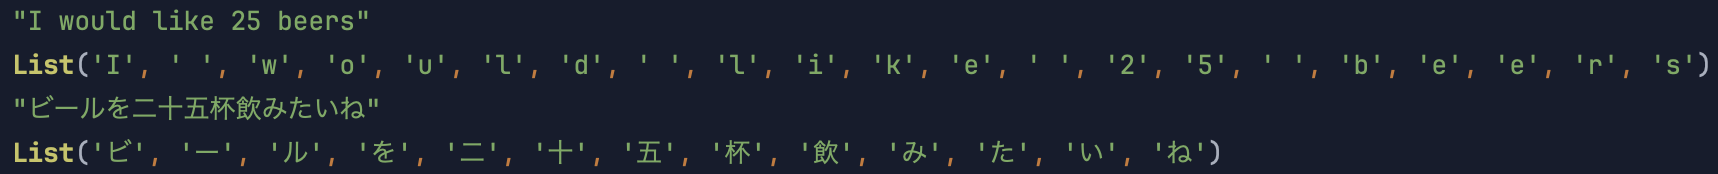 "I would like 25 beers"
List('I', ' ', 'w', 'o', 'u', 'l', 'd', ' ', 'l', 'i', 'k', 'e', ' ', '2', '5', ' ', 'b', 'e', 'e', 'r', 's')
"ビールを二十五杯飲みたいね"
List('ビ', 'ー', 'ル', 'を', '二', '十', '五', '杯', '飲', 'み', 'た', 'い', 'ね')